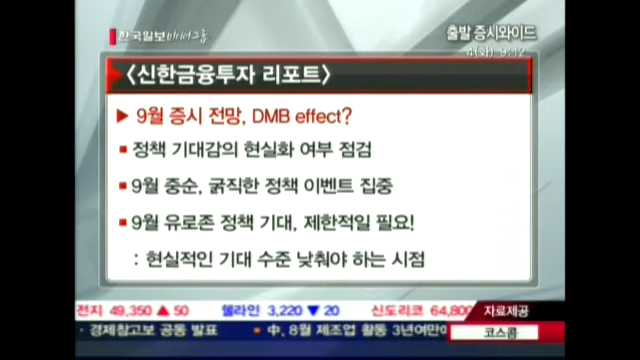 한국일보미디어그룹
출발 증시와이드
4(화) 9:12
<신한금융투자 리포트>
▶ 9월 증시 전망, DMB effect?
▪ 정책 기대감의 현실화 여부 점검
▪ 9월 중순, 굵직한 정책 이벤트 집중
▪ 9월 유로존 정책 기대, 제한적일 필요!
: 현실적인 기대 수준 낮춰야 하는 시점
전지 49,350 ▲ 50 웰라인 3,220 ▼ 20 신도리코 64,800
자료제공
· 경제참고보 공동 발표 ▪ 中, 8월 제조업 활동 3년여만에
코스콤